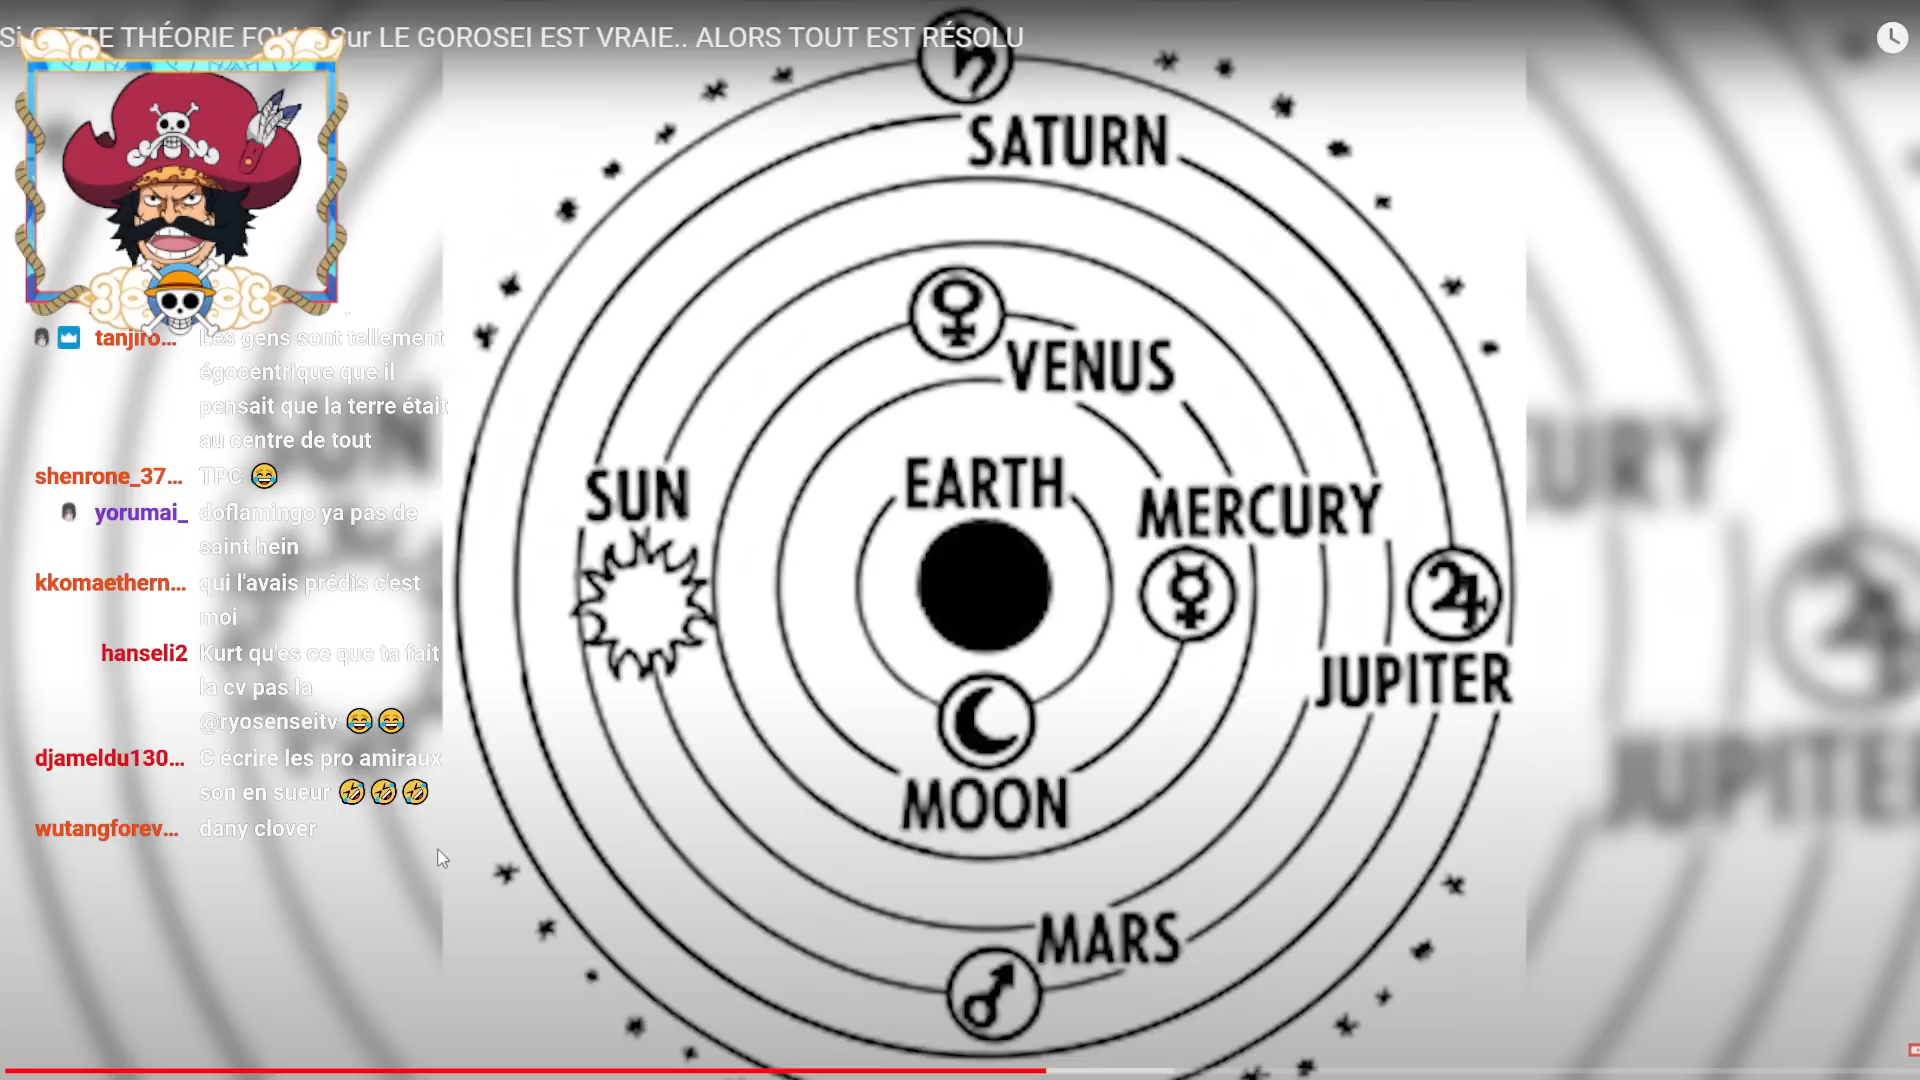 Si CETTE THÉORIE FOLLE Sur LE GOROSEI EST VRAIE.. ALORS TOUT EST RÉSOLU
SATURN
VENUS
EARTH
SUN
MERCURY
JUPITER
MOON
MARS
tanjiro... Les gens sont tellement
égocentrique que il
pensait que la terre était
au centre de tout
shenrone_37... TPC 😂
yorumai_ doflamingo ya pas de
saint hein
kkomaethern... qui l'avais prédis c'est
moi
hanseli2 Kurt qu'es ce que ta fait
la cv pas la
@ryosenseitv 😂 😂
djameldu130... C écrire les pro amiraux
son en sueur 🤣 🤣 🤣
wutangforev... dany clover
URY
JUPITER